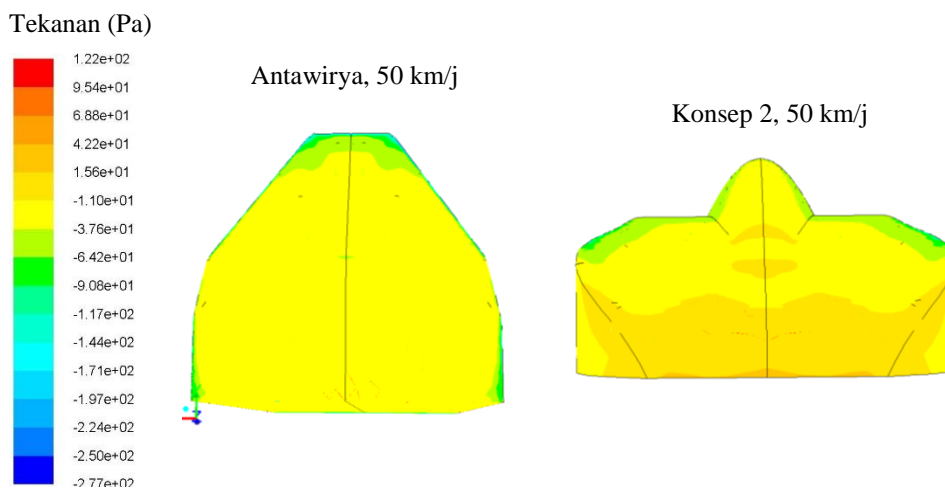 Tekanan (Pa)
1.22e+02
9.54e+01
6.88e+01
4.22e+01
1.56e+01
-1.10e+01
-3.76e+01
-6.42e+01
-9.08e+01
-1.17e+02
-1.44e+02
-1.71e+02
-1.97e+02
-2.24e+02
-2.50e+02
-2.77e+02
Antawirya, 50 km/j
Konsep 2, 50 km/j